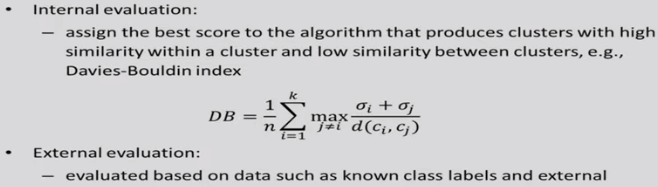 • Internal evaluation:
– assign the best score to the algorithm that produces clusters with high
similarity within a cluster and low similarity between clusters, e.g.,
Davies-Bouldin index
DB = \frac{1}{n} \sum_{i=1}^{k} \max_{j \neq i} \frac{σ_i + σ_j}{d(c_i, c_j)}
• External evaluation:
– evaluated based on data such as known class labels and external